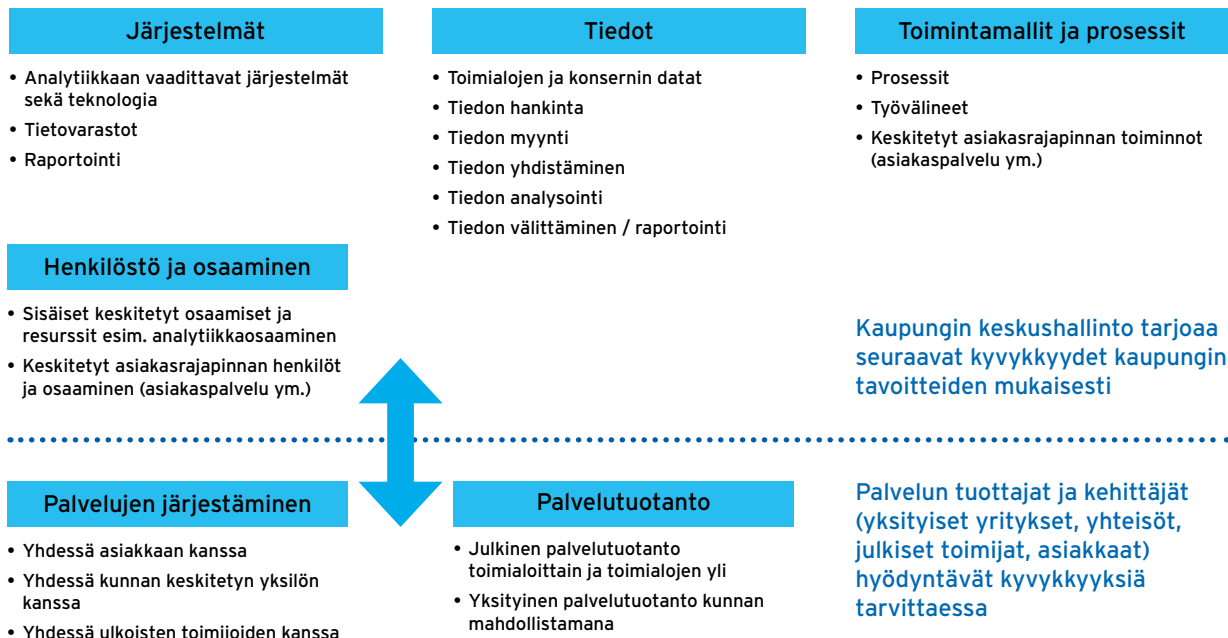 Järjestelmät
• Analytiikkaan vaadittavat järjestelmät
sekä teknologia
• Tietovarastot
• Raportointi
Tiedot
• Toimialojen ja konsernin datat
• Tiedon hankinta
• Tiedon myynti
• Tiedon yhdistäminen
• Tiedon analysointi
• Tiedon välittäminen / raportointi
Toimintamallit ja prosessit
• Prosessit
• Työvälineet
• Keskitetyt asiakasrajapinnan toiminnot
(asiakaspalvelu ym.)
Henkilöstö ja osaaminen
• Sisäiset keskitetyt osaamiset ja
resurssit esim. analytiikkaosaaminen
• Keskitetyt asiakasrajapinnan henkilöt
ja osaaminen (asiakaspalvelu ym.)
Kaupungin keskushallinto tarjoaa
seuraavat kyvykkyydet kaupungin
tavoitteiden mukaisesti
Palvelujen järjestäminen
• Yhdessä asiakkaan kanssa
• Yhdessä kunnan keskitetyn yksilön
kanssa
• Yhdessä ulkoisten toimijoiden kanssa
Palvelutuotanto
• Julkinen palvelutuotanto
toimialoittain ja toimialojen yli
• Yksityinen palvelutuotanto kunnan
mahdollistamana
Palvelun tuottajat ja kehittäjät
(yksityiset yritykset, yhteisöt,
julkiset toimijat, asiakkaat)
hyödyntävät kyvykkyyksiä
tarvittaessa